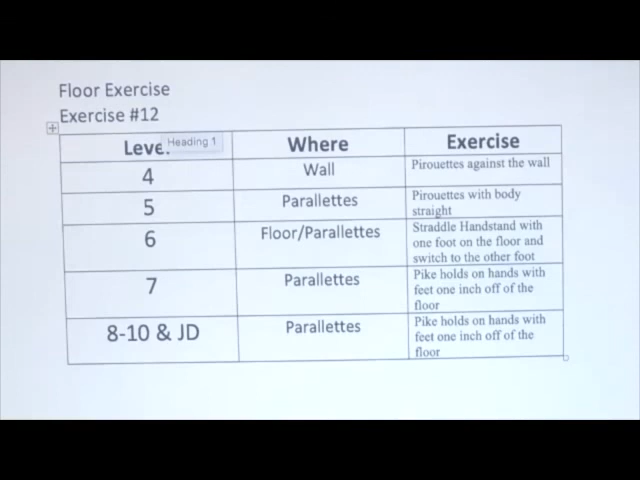 Floor Exercise
Exercise #12
Level Heading 1 Where Exercise
4 Wall Pirouettes against the wall
5 Parallettes Pirouettes with body
straight
6 Floor/Parallettes Straddle Handstand with
one foot on the floor and
switch to the other foot
7 Parallettes Pike holds on hands with
feet one inch off of the
floor
8-10 & JD Parallettes Pike holds on hands with
feet one inch off of the
floor